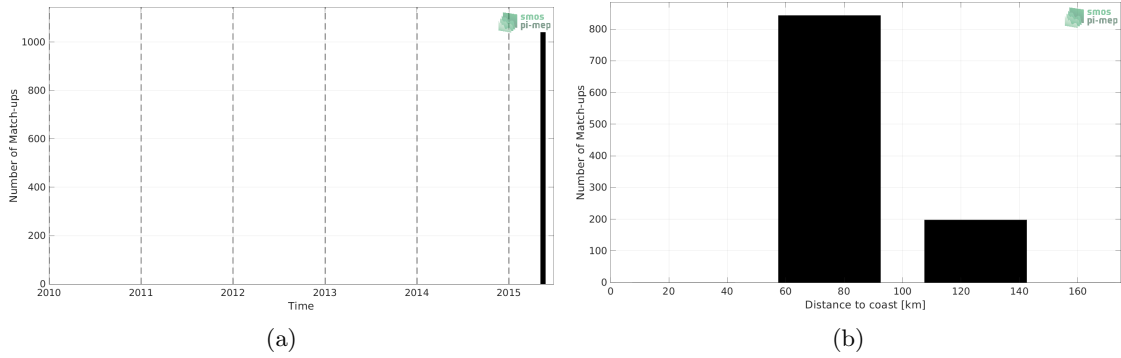 smos
pi-mep
Number of Match-ups
1000
800
600
400
200
0
2010 2011 2012 2013 2014 2015
Time
(a)
smos
pi-mep
Number of Match-ups
800
700
600
500
400
300
200
100
0
0 20 40 60 80 100 120 140 160
Distance to coast [km]
(b)